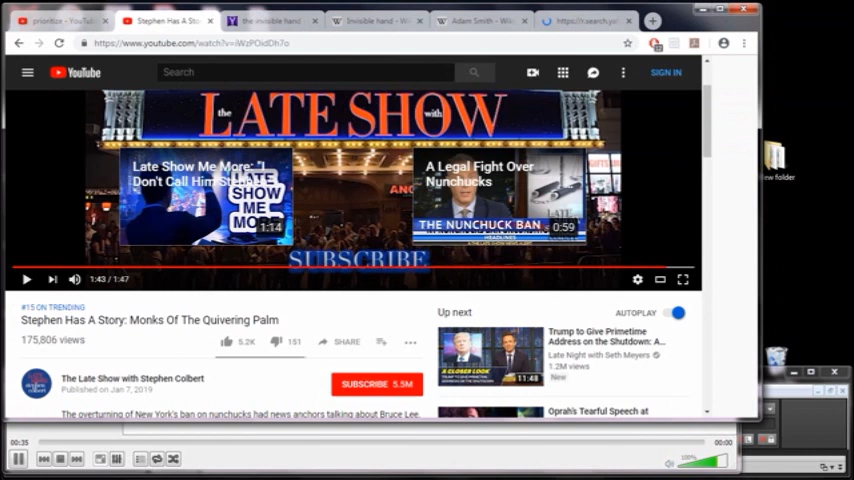 prioritize - YouTu
Stephen Has A Sto
the invisible hand -
Invisible hand - Wi
Adam Smith - Wik
https://r.search.ya
https://www.youtube.com/watch?v=iWzPOidDh7o
YouTube
Search
SIGN IN
the LATE SHOW with
Late Show Me More: "I
Don't Call Him
LATE
SHOW
ME
MORE
1:14
A Legal Fight Over
Nunchucks
THE NUNCHUCK BAN
HEADLINES
0:59
SUBSCRIBE
1:43 / 1:47
#15 ON TRENDING
Stephen Has A Story: Monks Of The Quivering Palm
175,806 views
5.2K
151
SHARE
The Late Show with Stephen Colbert
Published on Jan 7, 2019
SUBSCRIBE 5.5M
The overturning of New York's ban on nunchucks had news anchors talking about Bruce Lee.
Up next
AUTOPLAY
A CLOSER LOOK
11:48
Trump to Give Primetime
Address on the Shutdown: A...
Late Night with Seth Meyers
1.2M views
New
Oprah's Tearful Speech at
New folder
00:35
00:00
100%